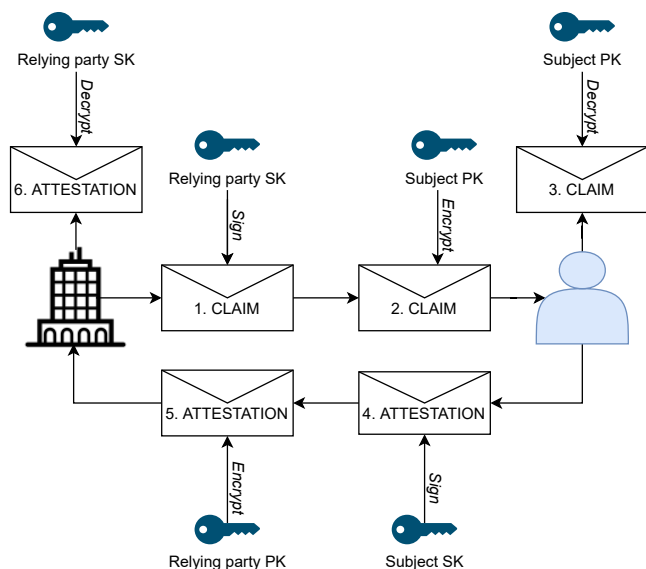 Relying party SK
Subject PK
Decrypt
Decrypt
6. ATTESTATION
Relying party SK
Subject PK
3. CLAIM
Sign
Encrypt
1. CLAIM
2. CLAIM
5. ATTESTATION
4. ATTESTATION
Encrypt
Sign
Relying party PK
Subject SK